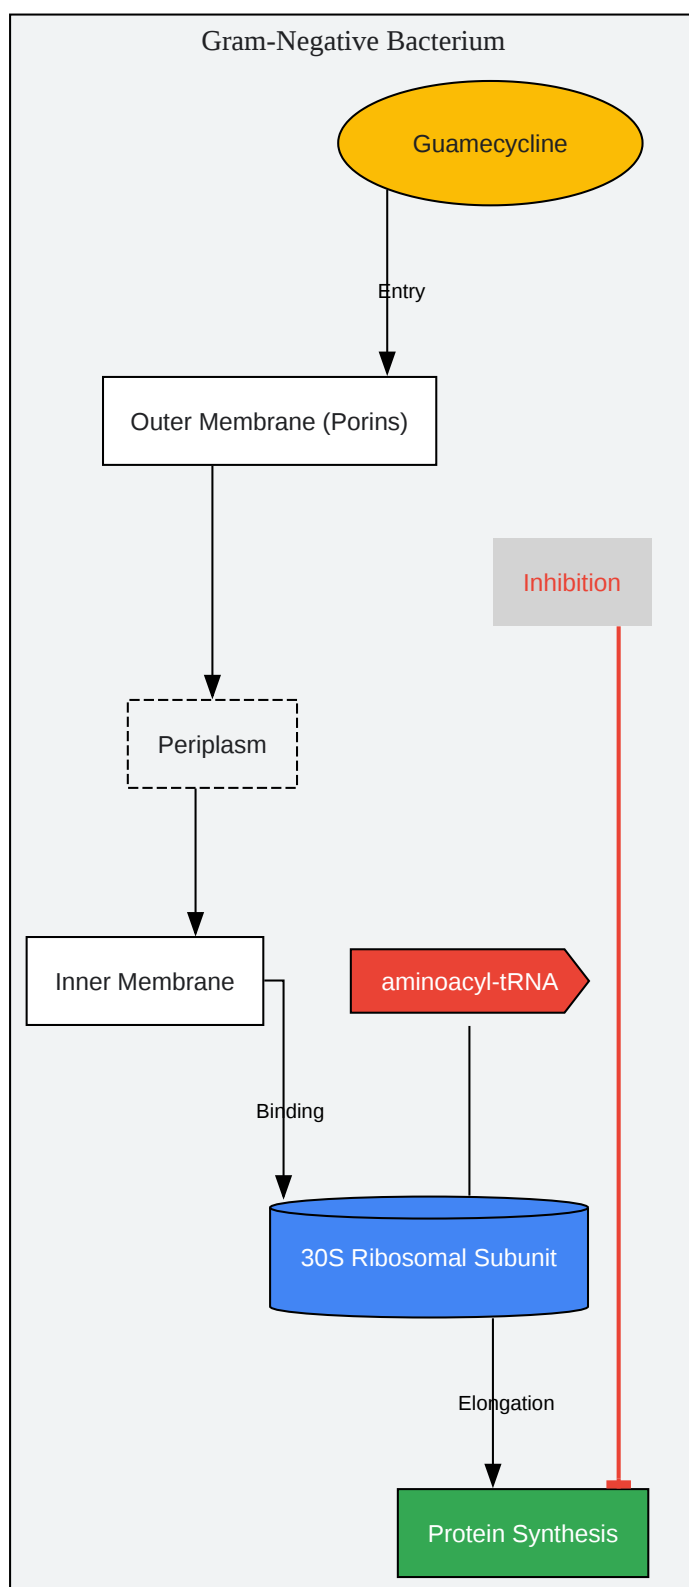 Gram-Negative Bacterium
Guamecycline
Entry
Outer Membrane (Porins)
Inhibition
Periplasm
Inner Membrane
aminoacyl-tRNA
Binding
30S Ribosomal Subunit
Elongation
Protein Synthesis